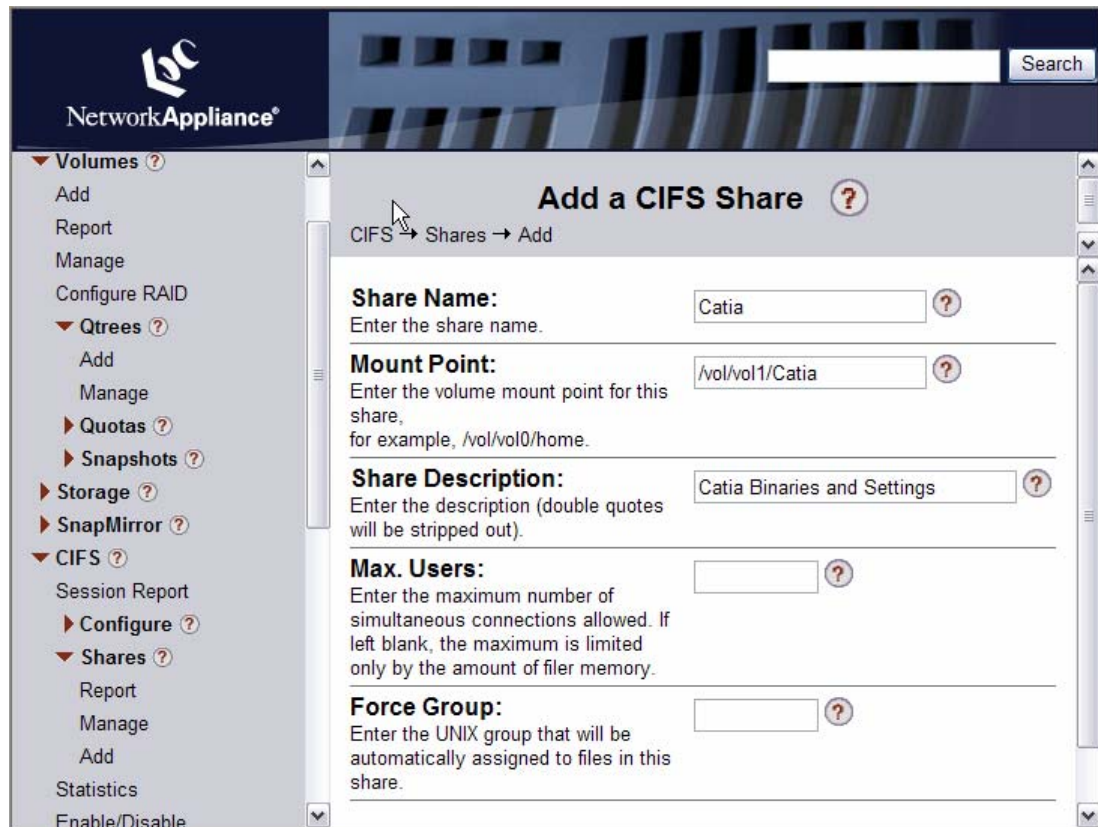 NetworkAppliance®
Search
Volumes ?
Add
Report
Manage
Configure RAID
Qtrees ?
Add
Manage
Quotas ?
Snapshots ?
Storage ?
SnapMirror ?
CIFS ?
Session Report
Configure ?
Shares ?
Report
Manage
Add
Statistics
Enable/Disable
Add a CIFS Share ?
CIFS → Shares → Add
Share Name:
Enter the share name.
Catia ?
Mount Point:
Enter the volume mount point for this
share,
for example, /vol/vol0/home.
/vol/vol1/Catia ?
Share Description:
Enter the description (double quotes
will be stripped out).
Catia Binaries and Settings ?
Max. Users:
Enter the maximum number of
simultaneous connections allowed. If
left blank, the maximum is limited
only by the amount of filer memory.
?
Force Group:
Enter the UNIX group that will be
automatically assigned to files in this
share.
?